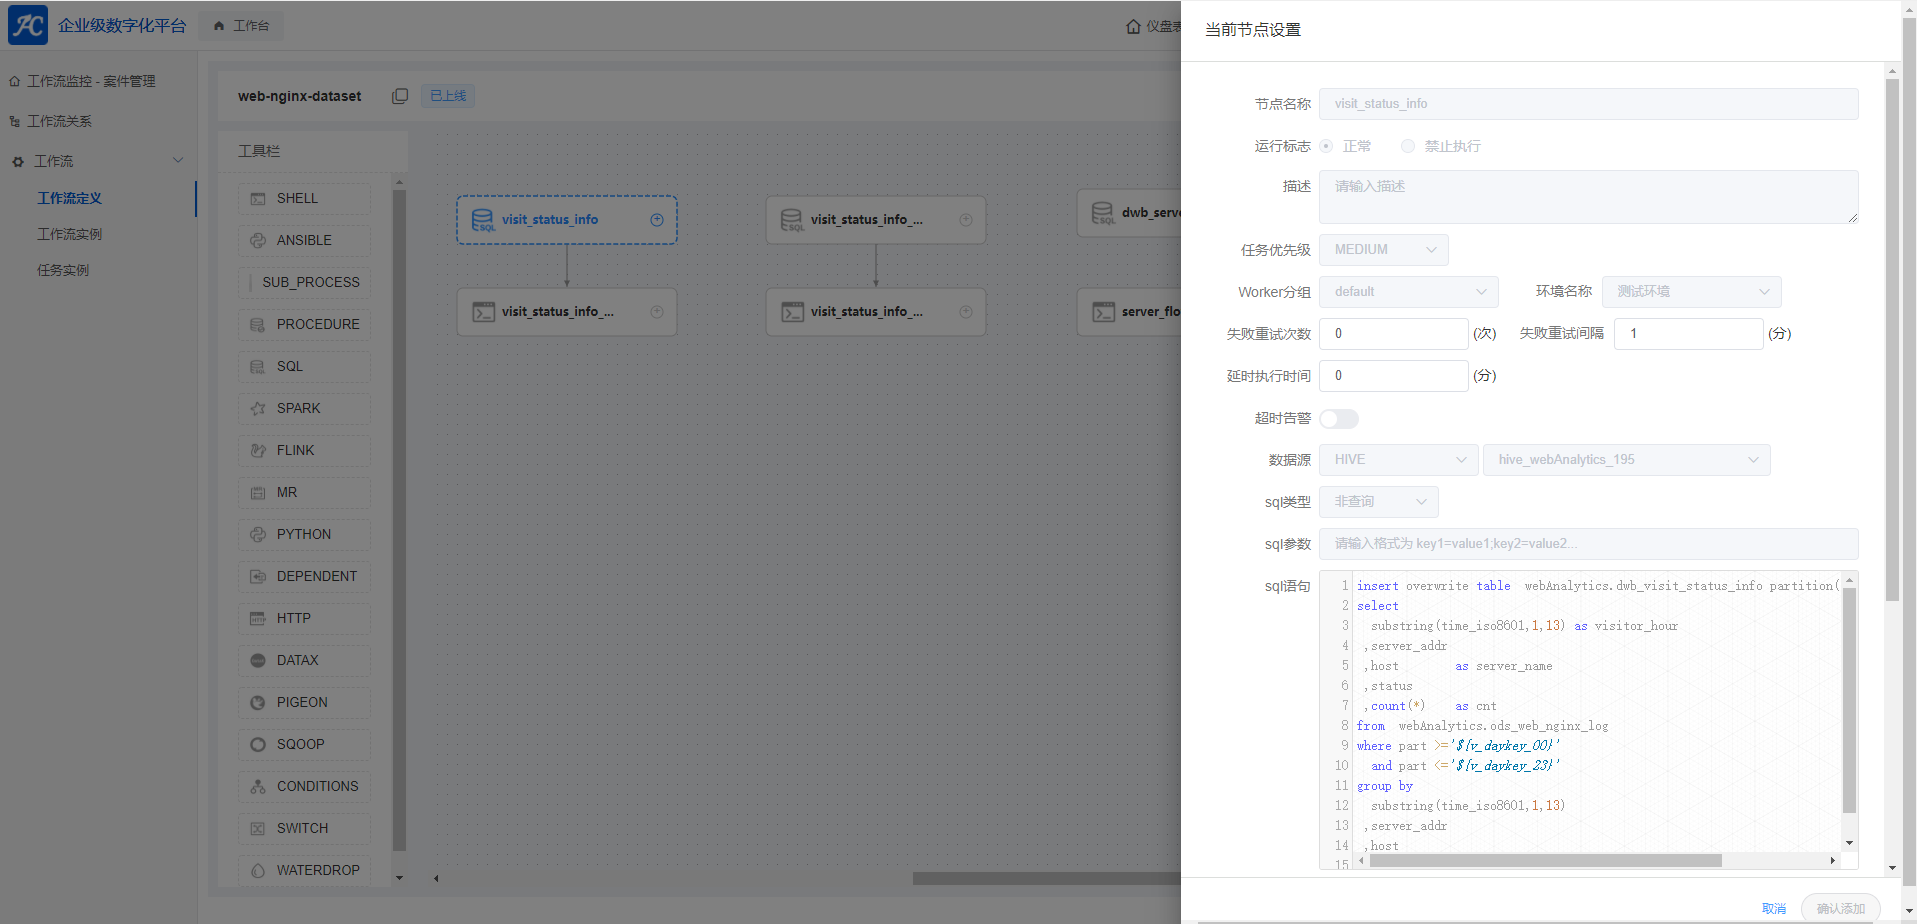 企业级数字化平台
工作台
仪盘表
工作流监控 - 案件管理
工作流关系
工作流
工作流定义
工作流实例
任务实例
web-nginx-dataset
已上线
工具栏
SHELL
ANSIBLE
SUB_PROCESS
PROCEDURE
SQL
SPARK
FLINK
MR
PYTHON
DEPENDENT
HTTP
DATAX
PIGEON
SQOOP
CONDITIONS
SWITCH
WATERDROP
visit_status_info
visit_status_info_...
dwb_serve
visit_status_info_...
visit_status_info_...
server_flo
当前节点设置
节点名称 visit_status_info
运行标志 正常 禁止执行
描述 请输入描述
任务优先级 MEDIUM
Worker分组 default 环境名称 测试环境
失败重试次数 0 (次) 失败重试间隔 1 (分)
延时执行时间 0 (分)
超时告警
数据源 HIVE hive_webAnalytics_195
sql类型 非查询
sql参数 请输入格式为 key1=value1;key2=value2...
sql语句
1 insert overwrite table  webAnalytics.dwb_visit_status_info partition(
2 select
3   substring(time_iso8601,1,13) as visitor_hour
4  ,server_addr
5  ,host        as server_name
6  ,status
7  ,count(*)    as cnt
8 from  webAnalytics.ods_web_nginx_log
9 where part >='${v_daykey_00}'
10   and part <='${v_daykey_23}'
11 group by
12   substring(time_iso8601,1,13)
13  ,server_addr
14  ,host
15
取消 确认添加